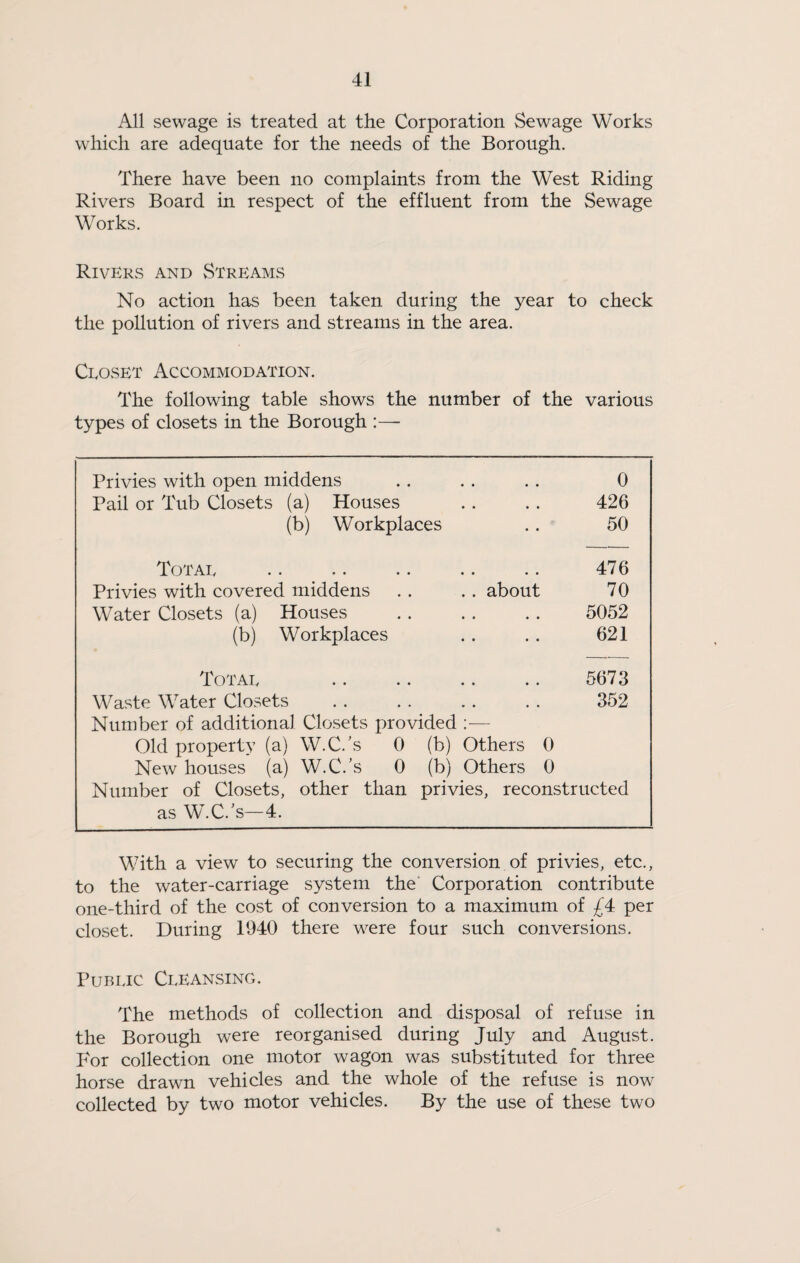 41
All sewage is treated at the Corporation Sewage Works
which are adequate for the needs of the Borough.
There have been no complaints from the West Riding
Rivers Board in respect of the effluent from the Sewage
Works.
Rivers and Streams
No action has been taken during the year to check
the pollution of rivers and streams in the area.
Closet Accommodation.
The following table shows the number of the various
types of closets in the Borough :—
Privies with open middens .. .. .. 0
Pail or Tub Closets (a) Houses .. .. 426
(b) Workplaces .. 50
Total .. .. .. .. .. 476
Privies with covered middens .. .. about 70
Water Closets (a) Houses .. .. .. 5052
(b) Workplaces .. .. 621
Total .. .. .. .. 5673
Waste Water Closets .. .. .. .. 352
Number of additional Closets provided :—
Old property (a) W.C.'s 0 (b) Others 0
New houses (a) W.C.'s 0 (b) Others 0
Number of Closets, other than privies, reconstructed
as W.C.'s—4.
With a view to securing the conversion of privies, etc.,
to the water-carriage system the Corporation contribute
one-third of the cost of conversion to a maximum of £4 per
closet. During 1940 there were four such conversions.
Public Cleansing.
The methods of collection and disposal of refuse in
the Borough were reorganised during July and August.
For collection one motor wagon was substituted for three
horse drawn vehicles and the whole of the refuse is now
collected by two motor vehicles. By the use of these two